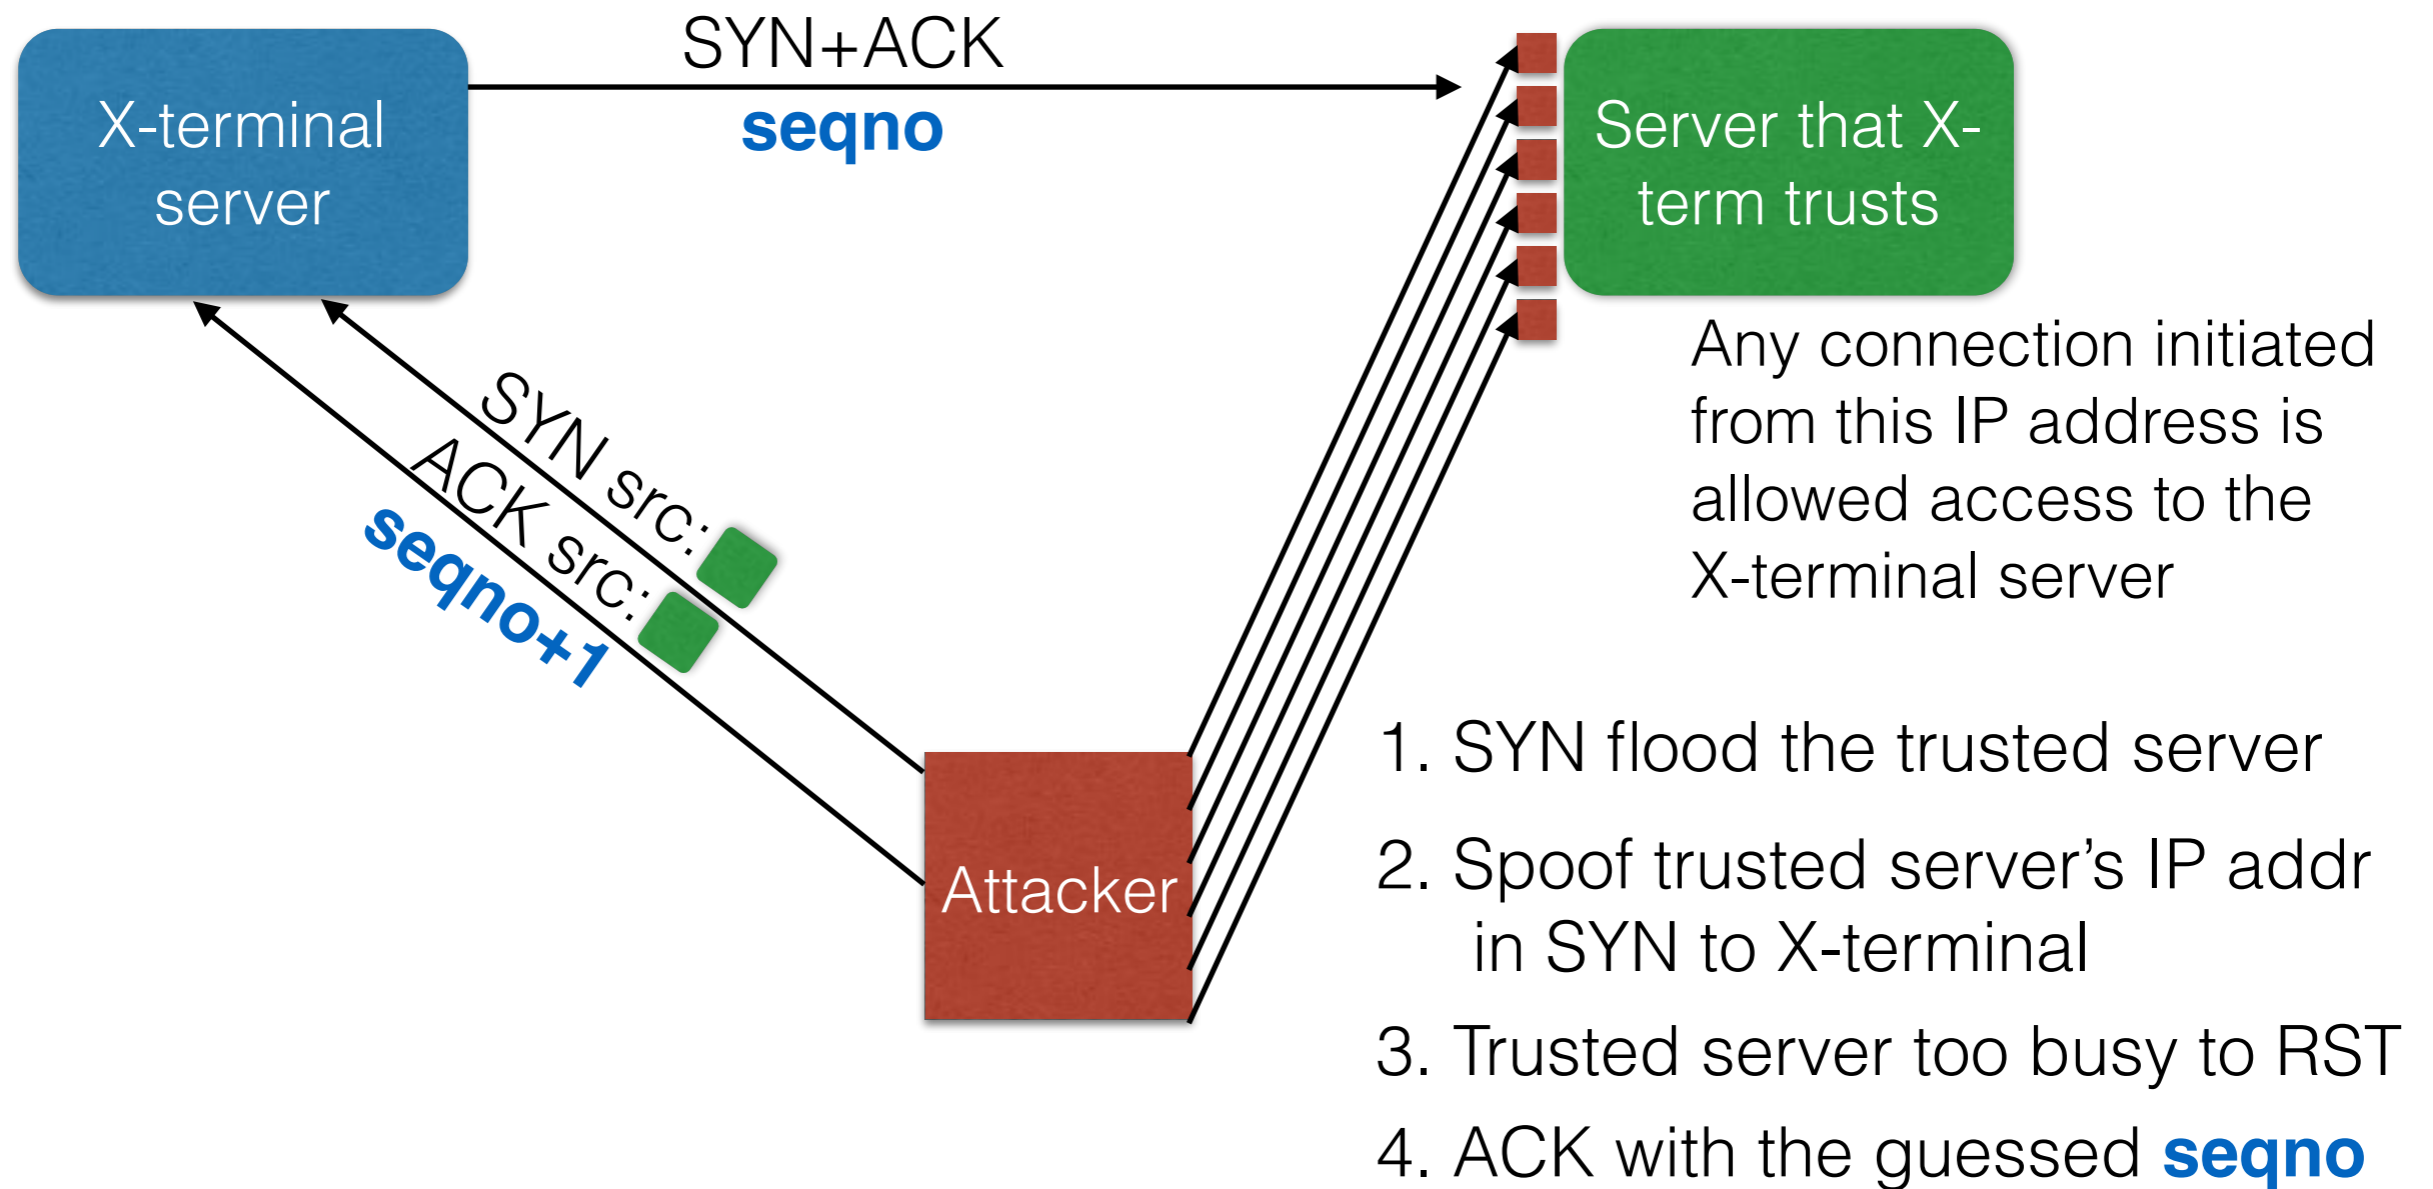 SYN+ACK
seqno
X-terminal
server
Server that X-
term trusts
Any connection initiated
from this IP address is
allowed access to the
X-terminal server
SYN src:
ACK src:
seqno+1
Attacker
1. SYN flood the trusted server
2. Spoof trusted server’s IP addr
in SYN to X-terminal
3. Trusted server too busy to RST
4. ACK with the guessed seqno